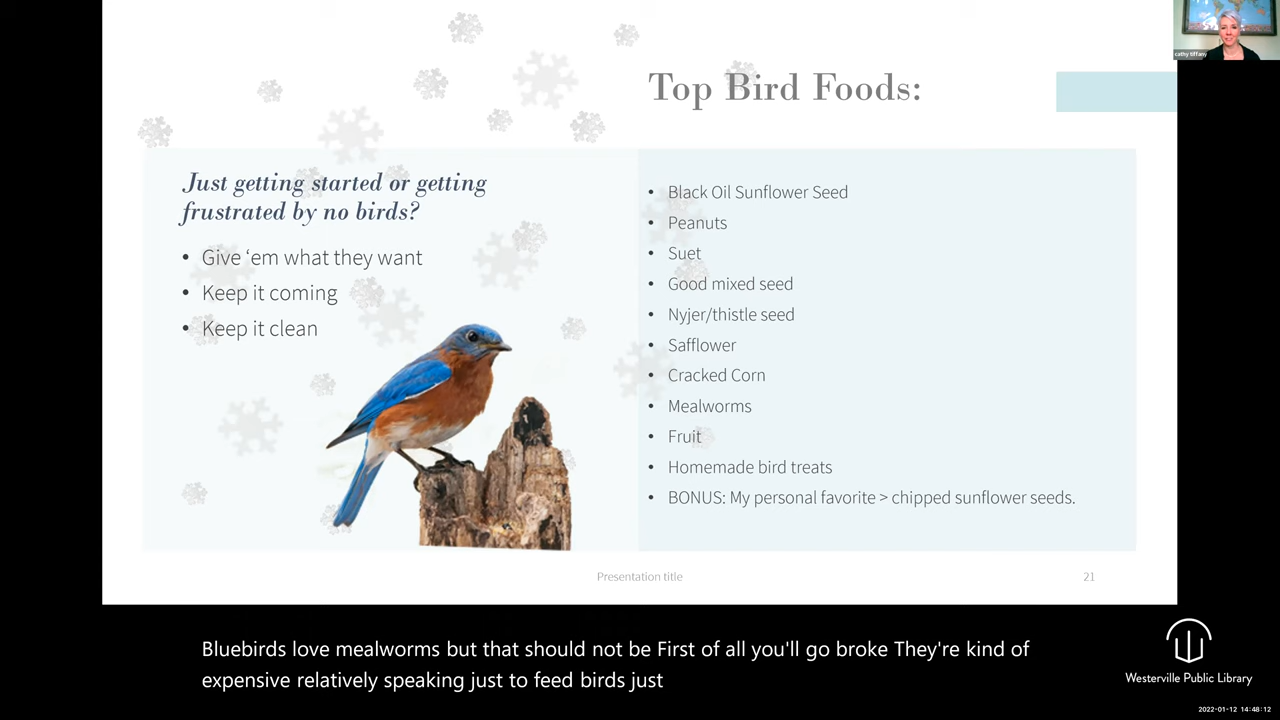 cathy tiffany
Top Bird Foods:
Just getting started or getting
frustrated by no birds?
• Give ‘em what they want
• Keep it coming
• Keep it clean
• Black Oil Sunflower Seed
• Peanuts
• Suet
• Good mixed seed
• Nyjer/thistle seed
• Safflower
• Cracked Corn
• Mealworms
• Fruit
• Homemade bird treats
• BONUS: My personal favorite > chipped sunflower seeds.
Presentation title
21
Bluebirds love mealworms but that should not be First of all you'll go broke They're kind of
expensive relatively speaking just to feed birds just
Westerville Public Library
2022-01-12 14:48:12